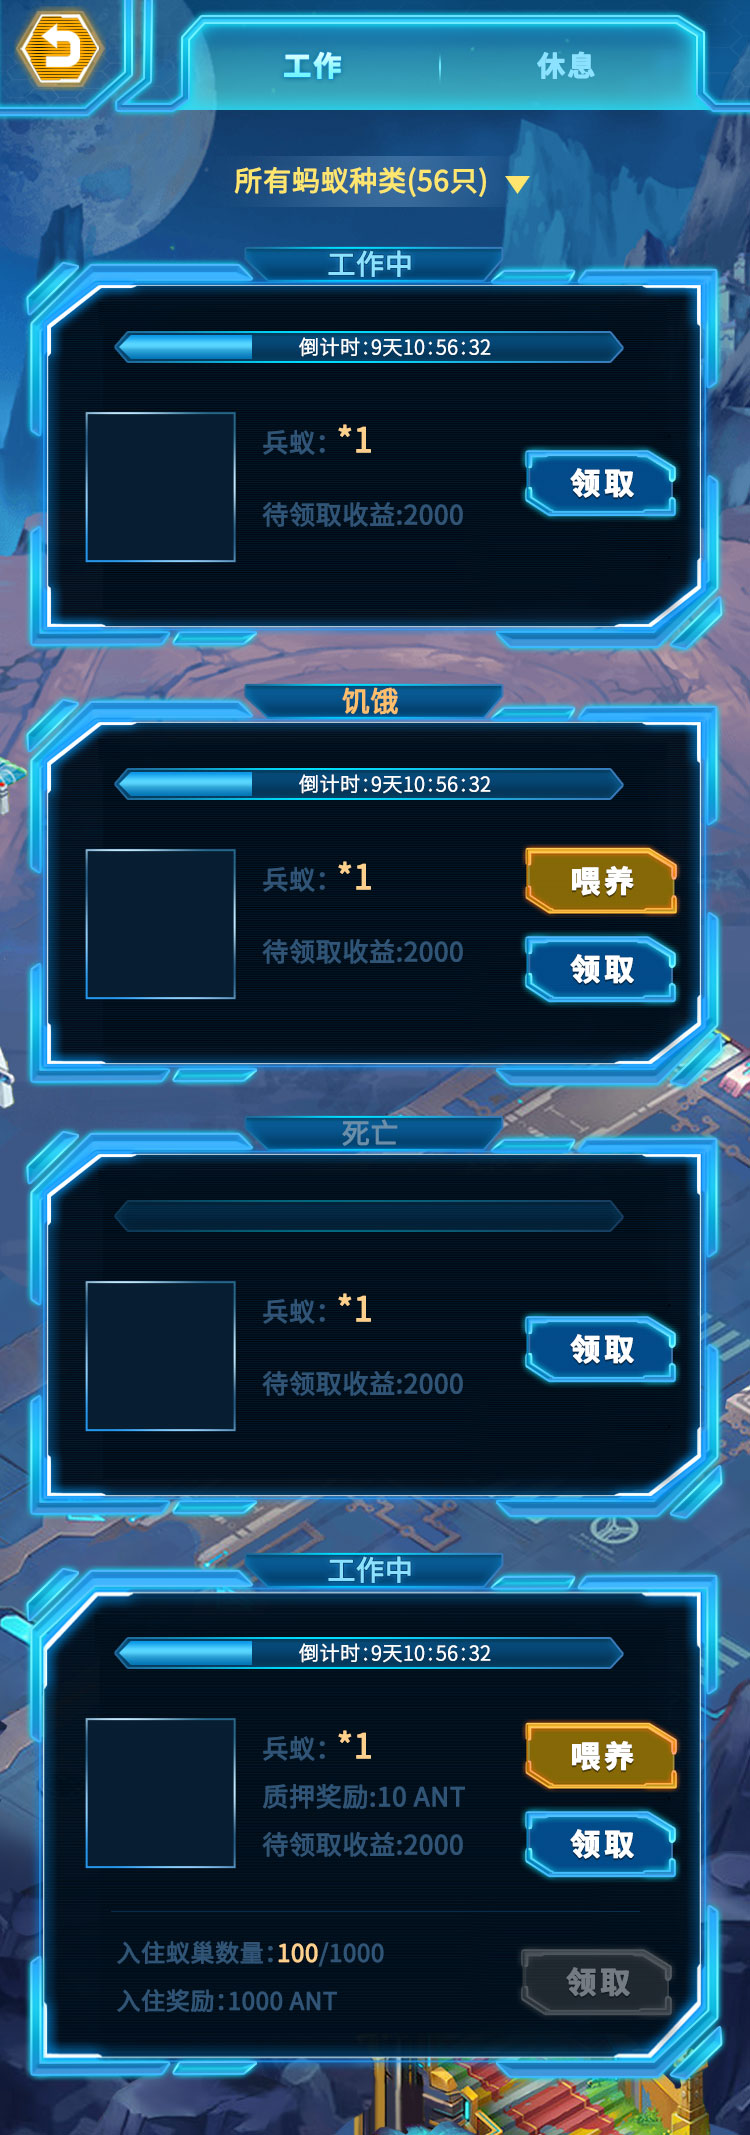 工作 休息
所有蚂蚁种类(56只)
工作中
倒计时:9天10:56:32
兵蚁: *1
领取
待领取收益:2000
饥饿
倒计时:9天10:56:32
兵蚁: *1
喂养
待领取收益:2000
领取
死亡
兵蚁: *1
领取
待领取收益:2000
工作中
倒计时:9天10:56:32
兵蚁: *1
喂养
质押奖励:10 ANT
待领取收益:2000
领取
入住蚁巢数量:100/1000
领取
入住奖励:1000 ANT